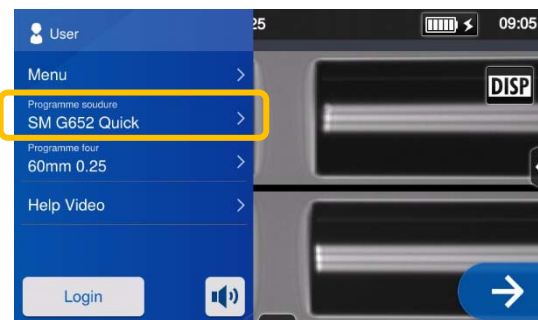 User
25
09:05
Menu
DISP
Programme soudure
SM G652 Quick
Programme four
60mm 0.25
Help Video
Login